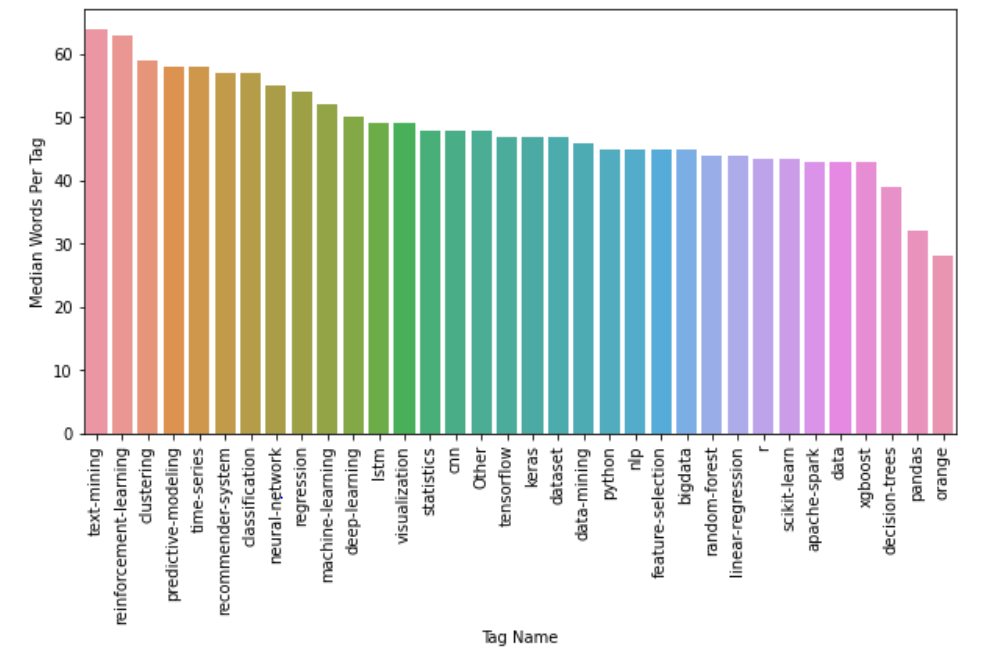 Median Words Per Tag
60
50
40
30
20
10
0
text-mining
reinforcement-learning
clustering
predictive-modeling
time-series
recommender-system
classification
neural-network
regression
machine-learning
deep-learning
lstm
visualization
statistics
cnn
Other
tensorflow
keras
dataset
data-mining
python
nlp
feature-selection
bigdata
random-forest
linear-regression
r
scikit-learn
apache-spark
data
xgboost
decision-trees
pandas
orange
Tag Name